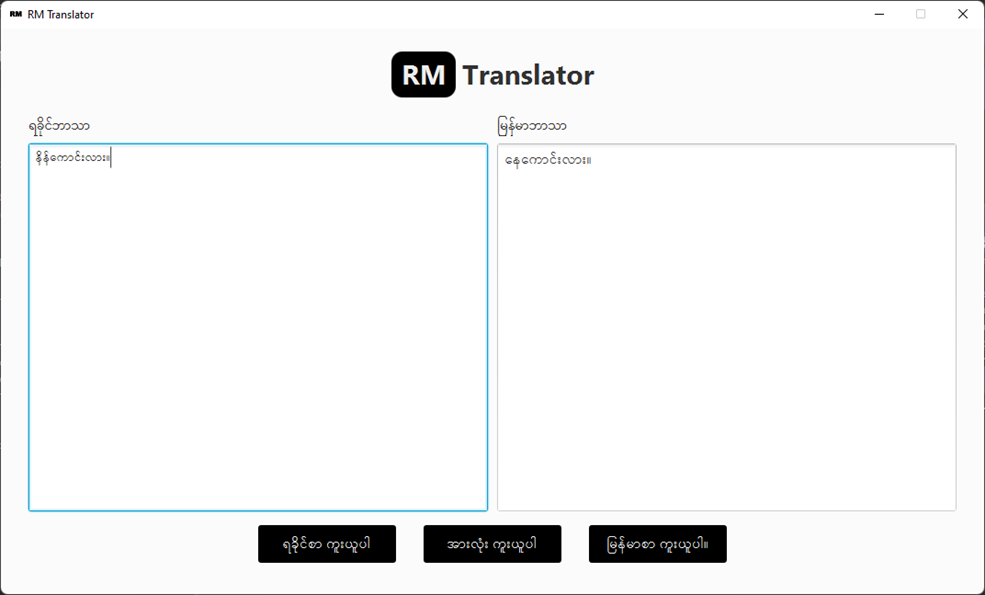 RM RM Translator
RM Translator
ရခိုင်ဘာသာ
မြန်မာဘာသာ
နိန်ကောင်းလား။
နေကောင်းလား။
ရခိုင်စာ ကူးယူပါ
အားလုံး ကူးယူပါ
မြန်မာစာ ကူးယူပါ။